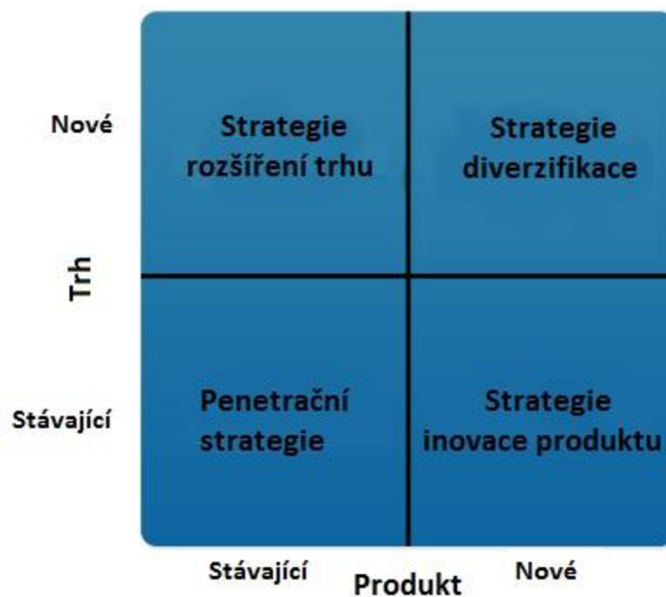 Nové
Strategie
rozšíření trhu
Strategie
diverzifikace
Trh
Stávající
Penetrační
strategie
Strategie
inovace produktu
Stávající
Produkt
Nové